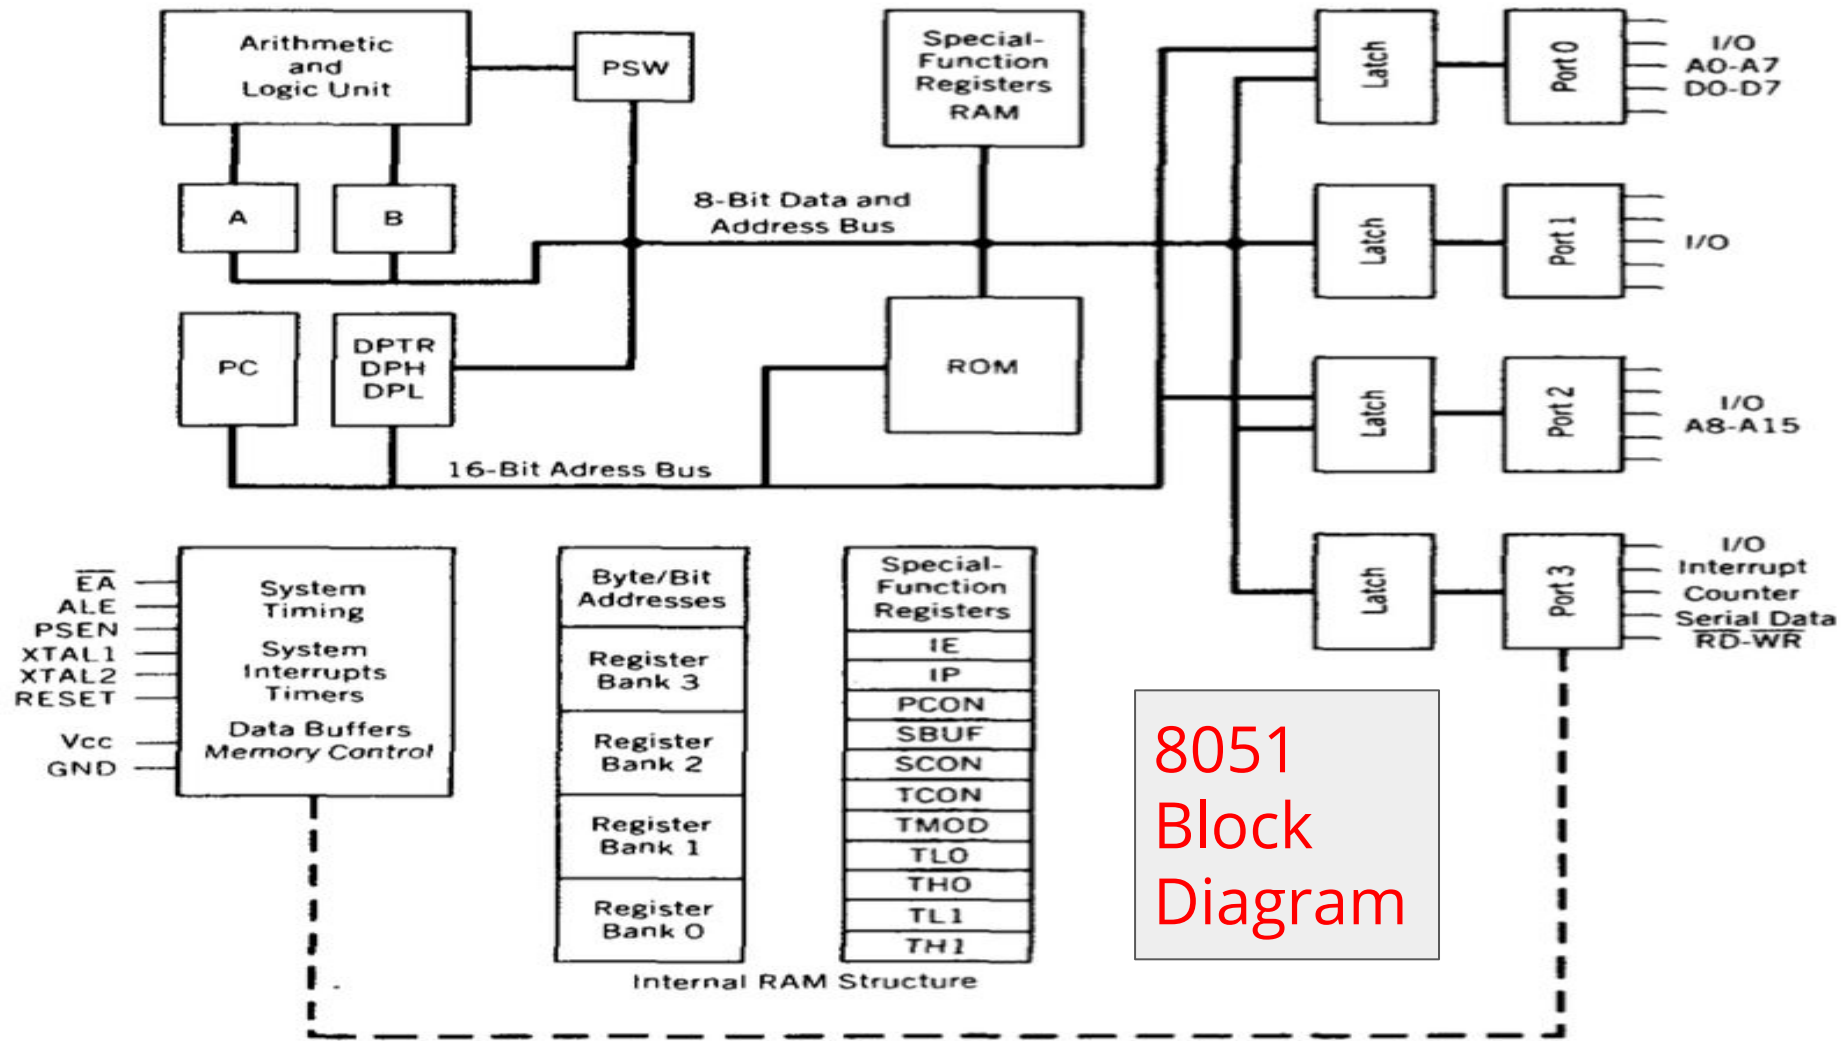 Arithmetic
and
Logic Unit
PSW
Special-
Function
Registers
RAM
Latch
Port 0
I/O
A0-A7
D0-D7
A
B
8-Bit Data and
Address Bus
Latch
Port 1
I/O
PC
DPTR
DPH
DPL
ROM
Latch
Port 2
I/O
A8-A15
16-Bit Adress Bus
EA
ALE
PSEN
XTAL1
XTAL2
RESET
Vcc
GND
System
Timing
System
Interrupts
Timers
Data Buffers
Memory Control
Byte/Bit
Addresses
Register
Bank 3
Register
Bank 2
Register
Bank 1
Register
Bank 0
Special-
Function
Registers
IE
IP
PCON
SBUF
SCON
TCON
TMOD
TL0
TH0
TL1
TH1
Internal RAM Structure
Latch
Port 3
I/O
Interrupt
Counter
Serial Data
RD-WR
8051
Block
Diagram